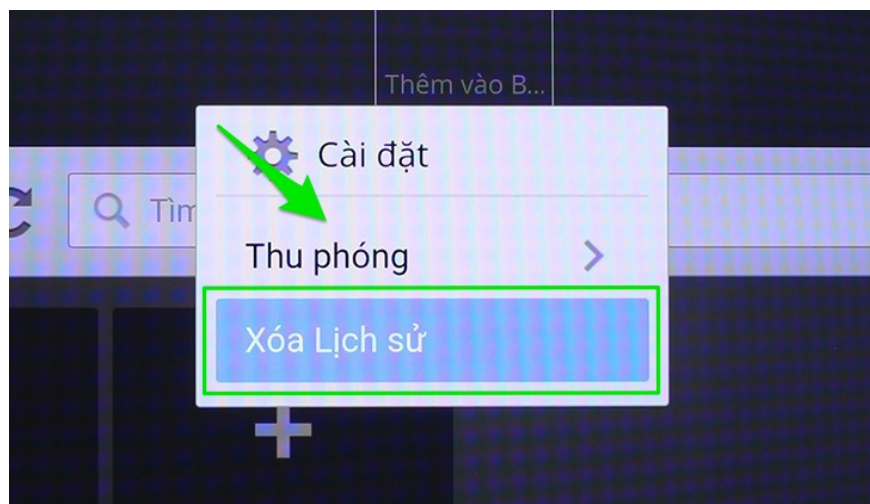 Thêm vào B...
Cài đặt
Tìm
Thu phóng
Xóa Lịch sử